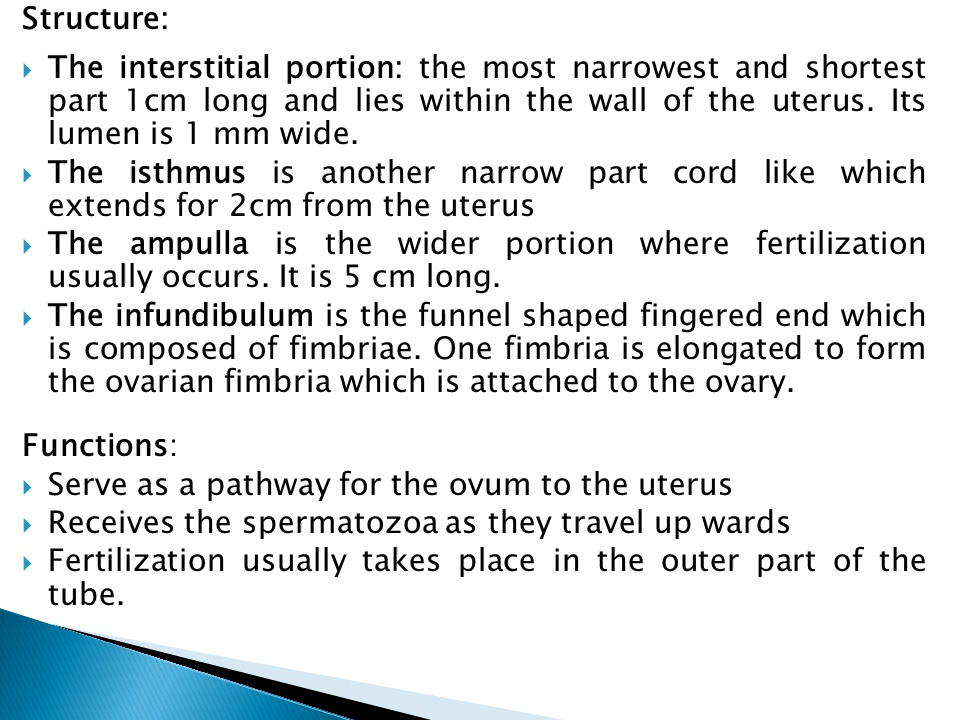 Structure:
The interstitial portion: the most narrowest and shortest
part 1cm long and lies within the wall of the uterus. Its
lumen is 1 mm wide.
The isthmus is another narrow part cord like which
extends for 2cm from the uterus
The ampulla is the wider portion where fertilization
usually occurs. It is 5 cm long.
The infundibulum is the funnel shaped fingered end which
is composed of fimbriae. One fimbria is elongated to form
the ovarian fimbria which is attached to the ovary.
Functions:
Serve as a pathway for the ovum to the uterus
Receives the spermatozoa as they travel up wards
Fertilization usually takes place in the outer part of the
tube.